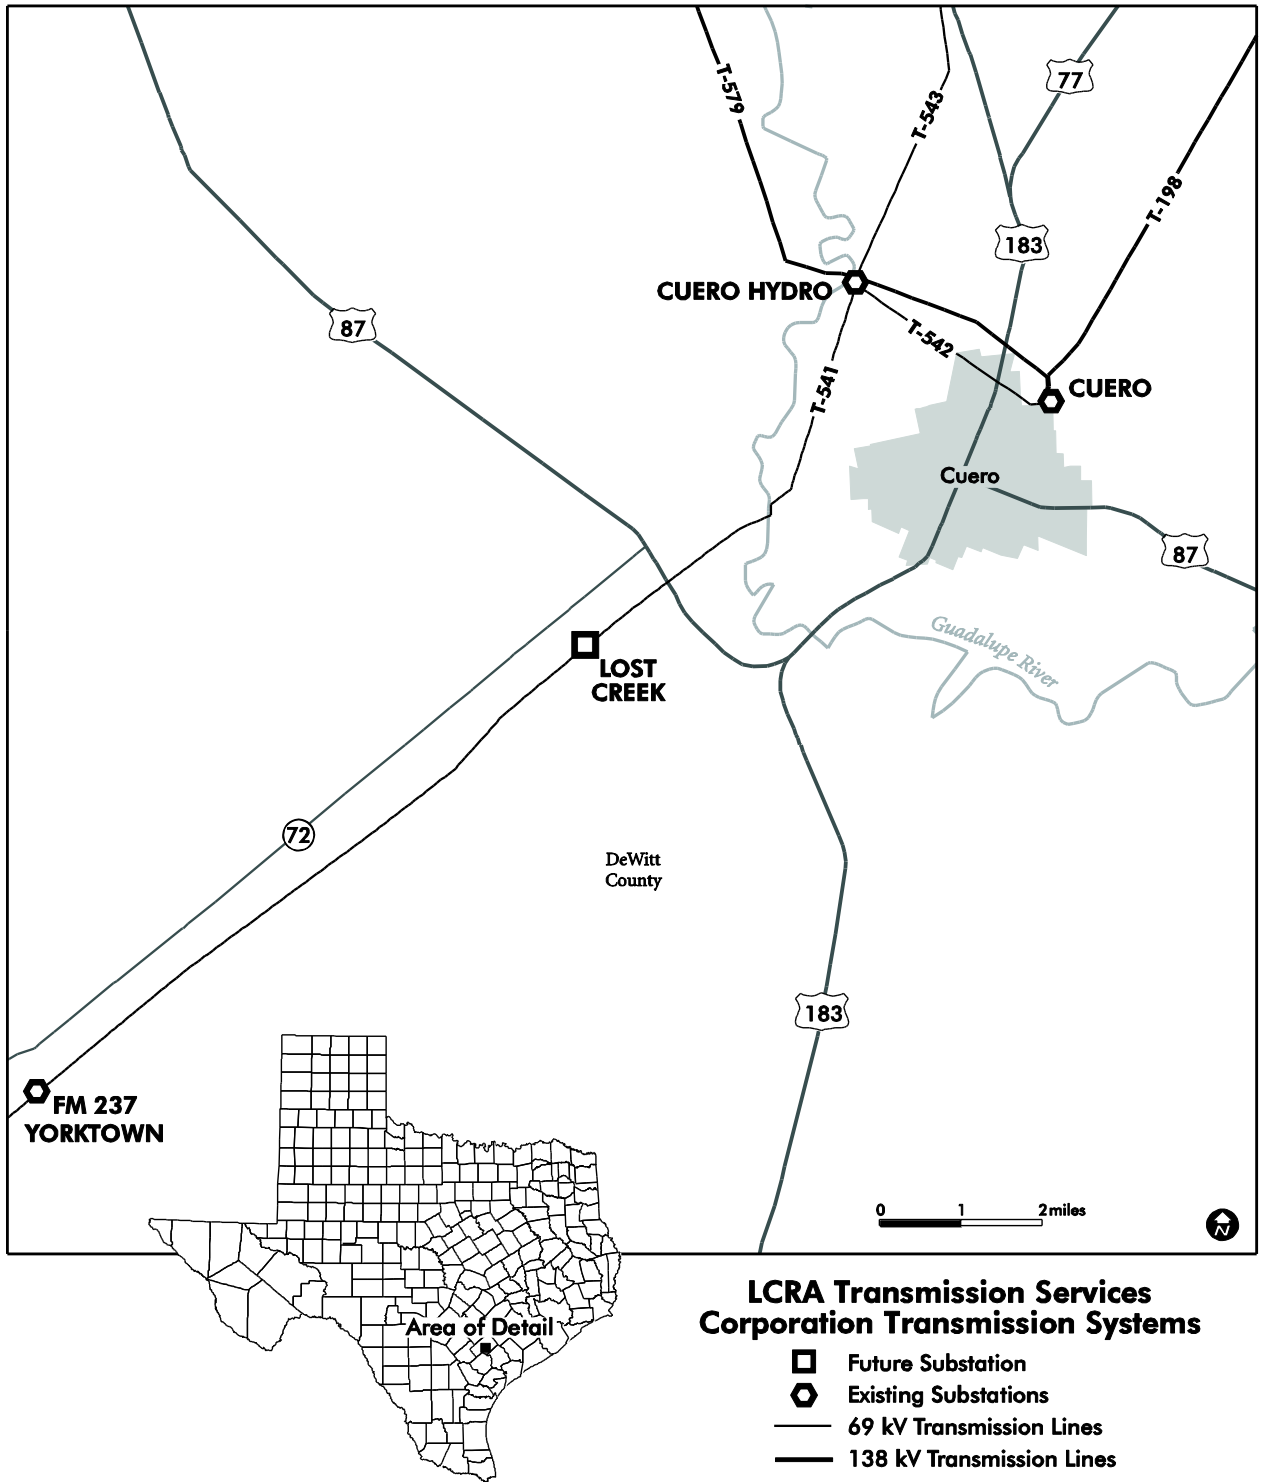 T-579
T-543
77
T-198
183
CUERO HYDRO
87
T-542
T-541
CUERO
Cuero
87
Guadalupe River
LOST
CREEK
72
DeWitt
County
183
FM 237
YORKTOWN
0 1 2 miles
N
Area of Detail
LCRA Transmission Services
Corporation Transmission Systems
Future Substation
Existing Substations
69 kV Transmission Lines
138 kV Transmission Lines